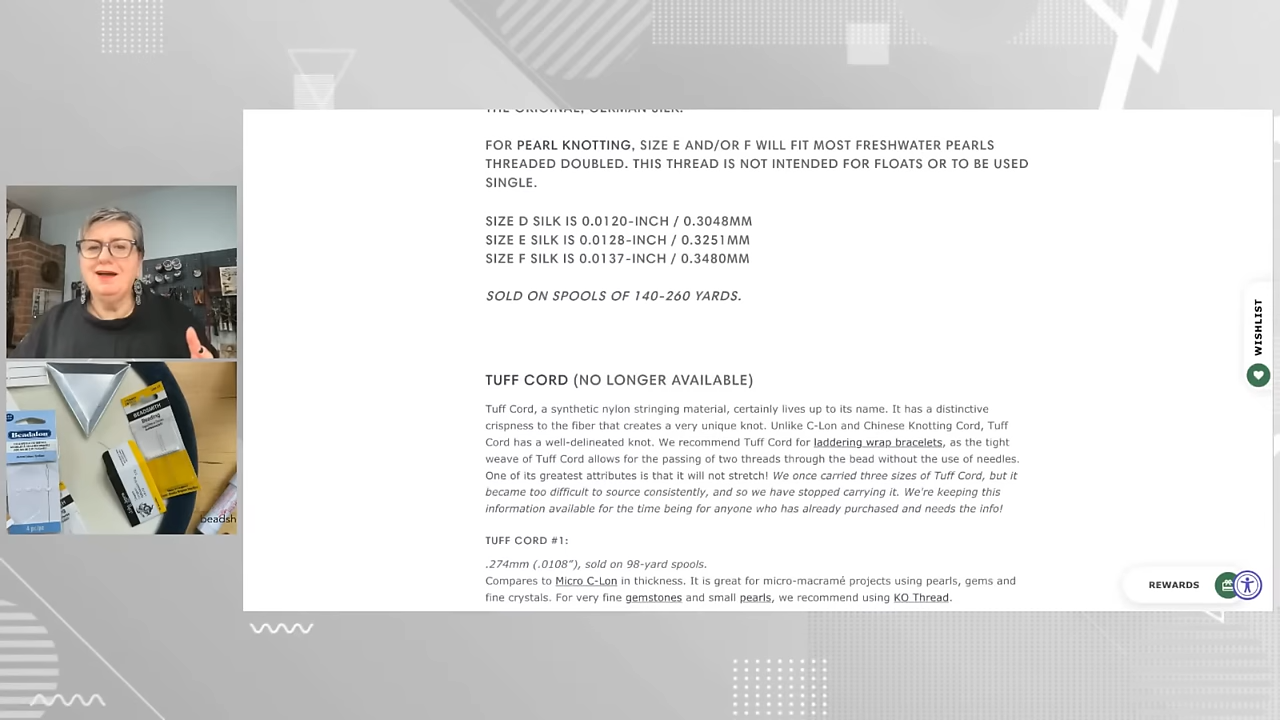 THE ORIGINAL, GERMAN SILK.
FOR PEARL KNOTTING, SIZE E AND/OR F WILL FIT MOST FRESHWATER PEARLS
THREADED DOUBLED. THIS THREAD IS NOT INTENDED FOR FLOATS OR TO BE USED
SINGLE.
SIZE D SILK IS 0.0120-INCH / 0.3048MM
SIZE E SILK IS 0.0128-INCH / 0.3251MM
SIZE F SILK IS 0.0137-INCH / 0.3480MM
SOLD ON SPOOLS OF 140-260 YARDS.
TUFF CORD (NO LONGER AVAILABLE)
Tuff Cord, a synthetic nylon stringing material, certainly lives up to its name. It has a distinctive
crispness to the fiber that creates a very unique knot. Unlike C-Lon and Chinese Knotting Cord, Tuff
Cord has a well-delineated knot. We recommend Tuff Cord for laddering wrap bracelets, as the tight
weave of Tuff Cord allows for the passing of two threads through the bead without the use of needles.
One of its greatest attributes is that it will not stretch! We once carried three sizes of Tuff Cord, but it
became too difficult to source consistently, and so we have stopped carrying it. We're keeping this
information available for the time being for anyone who has already purchased and needs the info!
TUFF CORD #1:
.274mm (.0108"), sold on 98-yard spools.
Compares to Micro C-Lon in thickness. It is great for micro-macramé projects using pearls, gems and
fine crystals. For very fine gemstones and small pearls, we recommend using KO Thread.
WISHLIST
REWARDS
Beadalon
BEADSMITH
beadsh